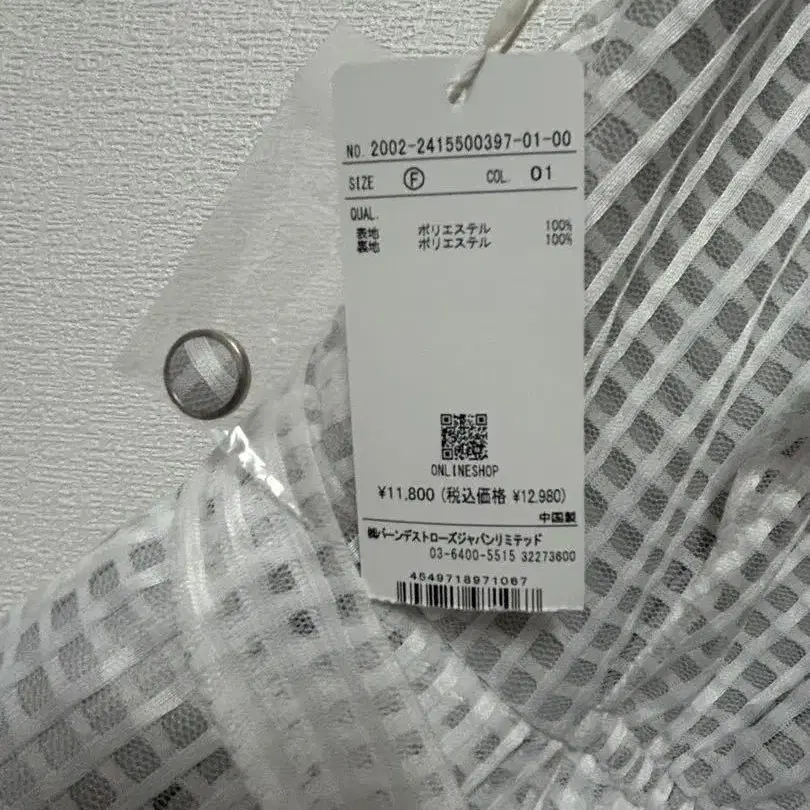 NO. 2002-2415500397-01-00
SIZE Ⓕ COL. 01
QUAL.
表地 ポリエステル 100%
裏地 ポリエステル 100%
ONLINESHOP
¥11,800 (税込価格 ¥12,980)
中国製
㈱バーンデストローズジャパンリミテッド
03-6400-5515 32273600
4549718971067